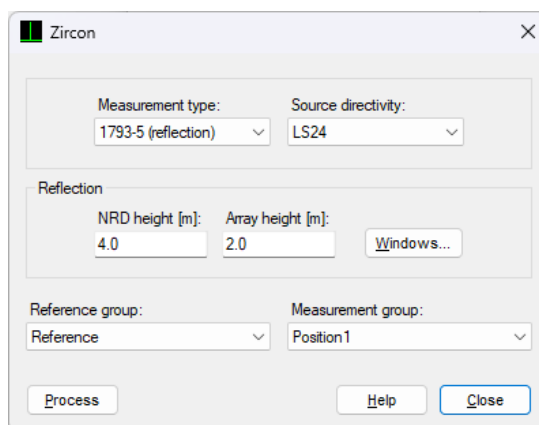 Zircon
Measurement type: Source directivity:
1793-5 (reflection) LS24
Reflection
NRD height [m]: Array height [m]:
4.0 2.0 Windows...
Reference group: Measurement group:
Reference Position1
Process Help Close